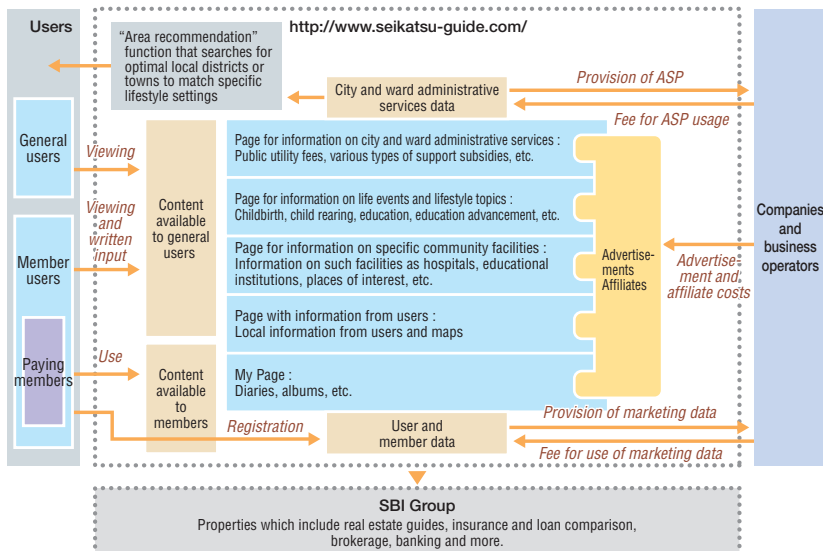 Users
http://www.seikatsu-guide.com/
“Area recommendation”
function that searches for
optimal local districts or
towns to match specific
lifestyle settings
City and ward administrative
services data
Provision of ASP
Fee for ASP usage
General
users
Viewing
Viewing
and
written
input
Member
users
Paying
members
Use
Registration
Content
available
to general
users
Content
available
to
members
Page for information on city and ward administrative services :
Public utility fees, various types of support subsidies, etc.
Page for information on life events and lifestyle topics :
Childbirth, child rearing, education, education advancement, etc.
Page for information on specific community facilities :
Information on such facilities as hospitals, educational
institutions, places of interest, etc.
Page with information from users :
Local information from users and maps
My Page :
Diaries, albums, etc.
Advertise-
ments
Affiliates
Advertise-
ment and
affiliate costs
Companies
and
business
operators
User and
member data
Provision of marketing data
Fee for use of marketing data
SBI Group
Properties which include real estate guides, insurance and loan comparison,
brokerage, banking and more.